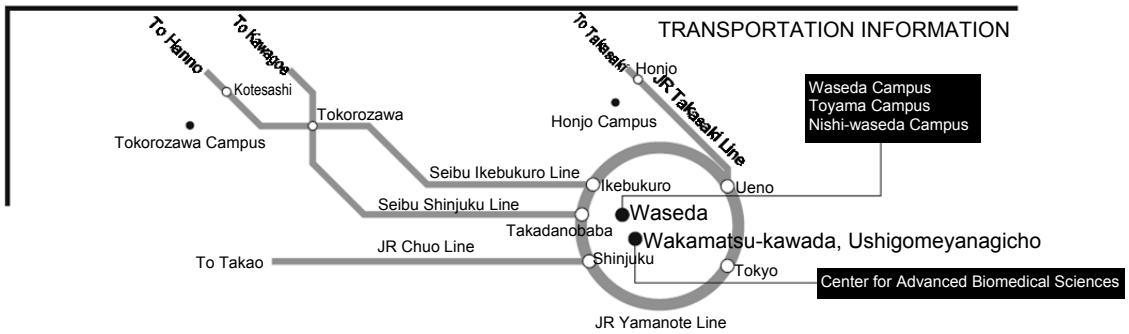 TRANSPORTATION INFORMATION
To Hanno
To Kawagoe
To Takasaki
Honjo
JR Takasaki Line
Kotesashi
Tokorozawa
Tokorozawa Campus
Honjo Campus
Waseda Campus
Toyama Campus
Nishi-waseda Campus
Seibu Ikebukuro Line
Ikebukuro
Ueno
Seibu Shinjuku Line
Waseda
Takadanobaba
Wakamatsu-kawada, Ushigomeyanagicho
JR Chuo Line
To Takao
Shinjuku
Tokyo
Center for Advanced Biomedical Sciences
JR Yamanote Line